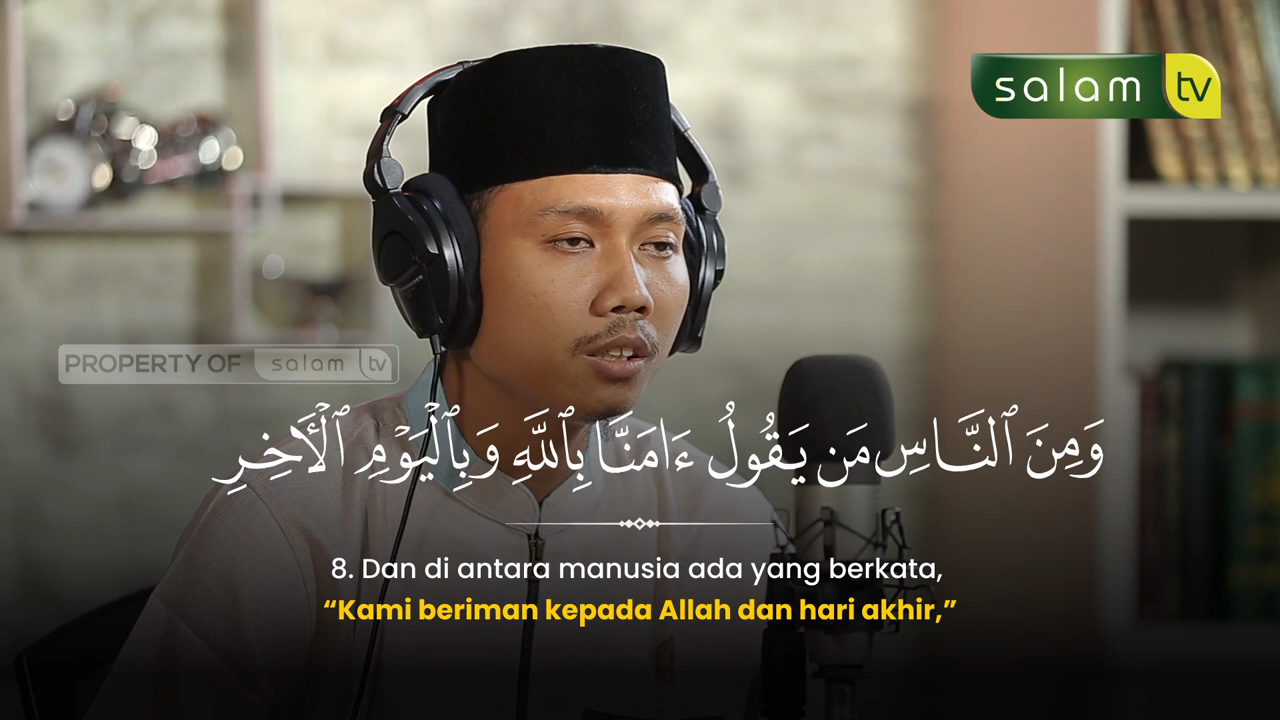 salam tv
PROPERTY OF salam tv
وَمِنَ ٱلنَّاسِ مَن يَقُولُ ءَامَنَّا بِٱللَّهِ وَبِٱلْيَوْمِ ٱلْأَخِرِ
8. Dan di antara manusia ada yang berkata,
“Kami beriman kepada Allah dan hari akhir,”